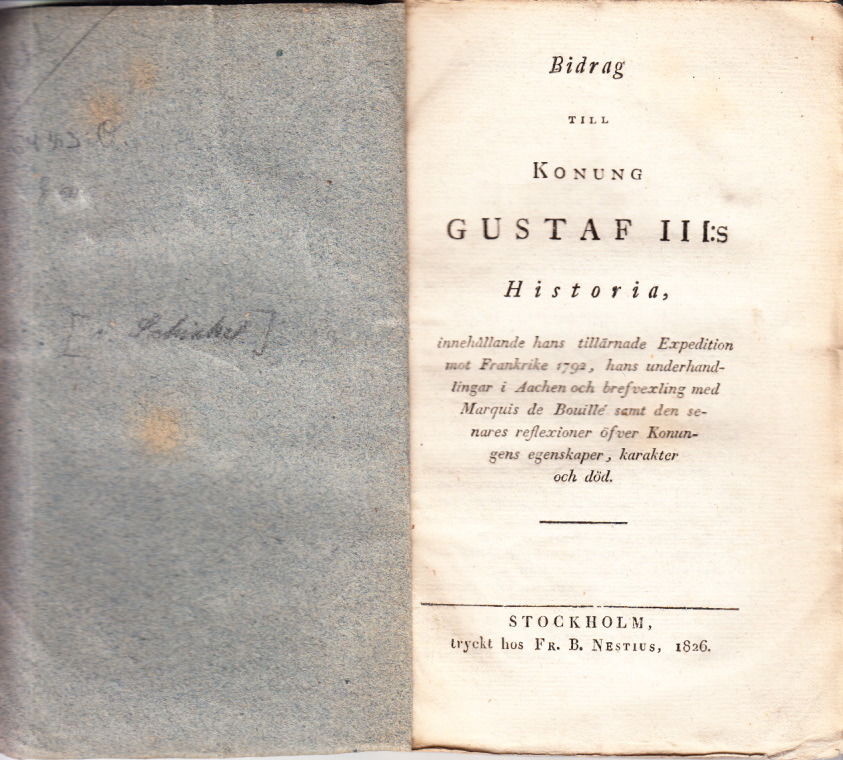 Bidrag
TILL
KONUNG
GUSTAF III:S
Historia,
innehållande hans tillärnade Expedition
mot Frankrike 1792, hans underhand-
lingar i Aachen och brefvexling med
Marquis de Bouillé samt den se-
nares reflexioner öfver Konun-
gens egenskaper, karakter
och död.
STOCKHOLM,
tryckt hos FR. B. NESTIUS, 1826.